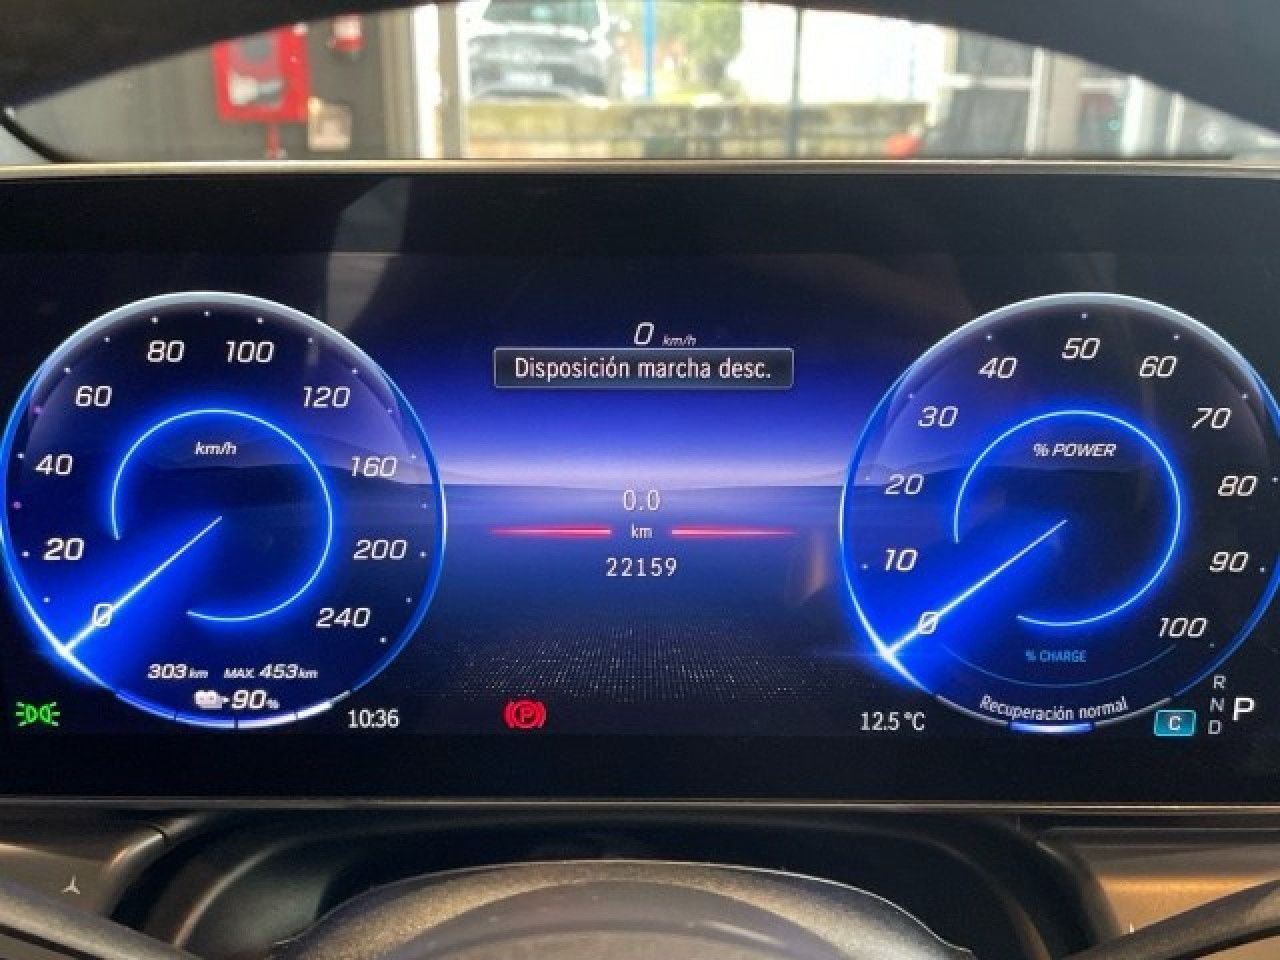 0 km/h
Disposición marcha desc.
0.0
km
22159
80 100
60 120
40 160
20 200
0 240
km/h
303 km MAX. 453 km
90 %
10:36
P
12.5 °C
50
40 60
30 70
20 80
10 90
0 100
% POWER
% CHARGE
Recuperación normal
C
R
N
D
P